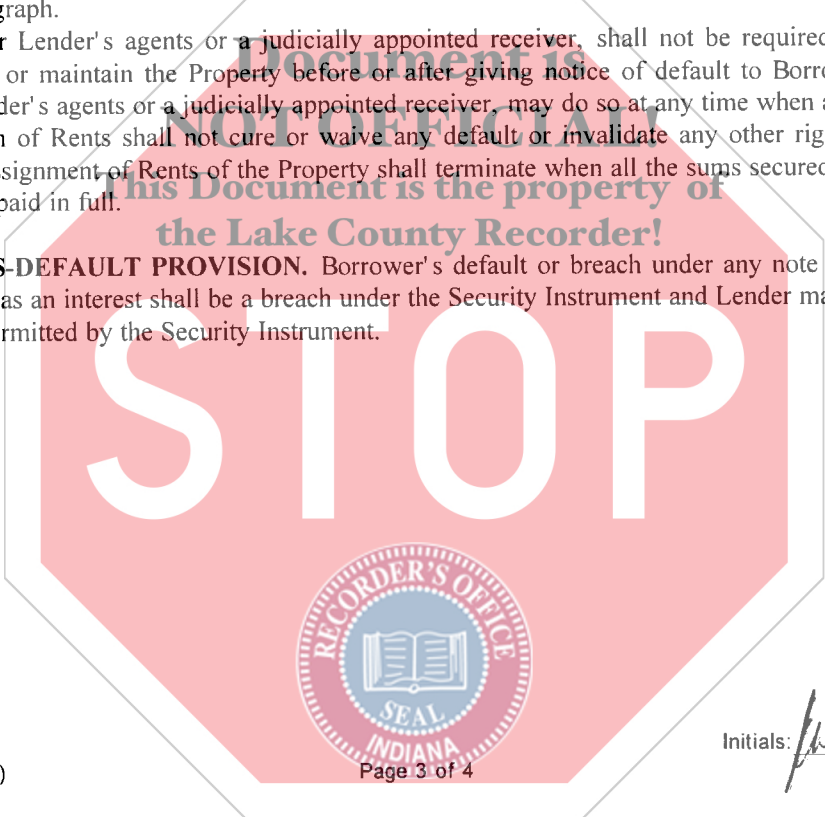 graph.
r Lender's agents or a judicially appointed receiver, shall not be required
or maintain the Property before or after giving notice of default to Borro
der's agents or a judicially appointed receiver, may do so at any time when a
n of Rents shall not cure or waive any default or invalidate any other rig
ssignment of Rents of the Property shall terminate when all the sums secured
paid in full.
Document is
NOT OFFICIAL!
This Document is the property of
the Lake County Recorder!
S-DEFAULT PROVISION. Borrower's default or breach under any note
as an interest shall be a breach under the Security Instrument and Lender ma
rmitted by the Security Instrument.
STOP
RECORDER'S OFFICE
SEAL
INDIANA
Initials:
)
Page 3 of 4